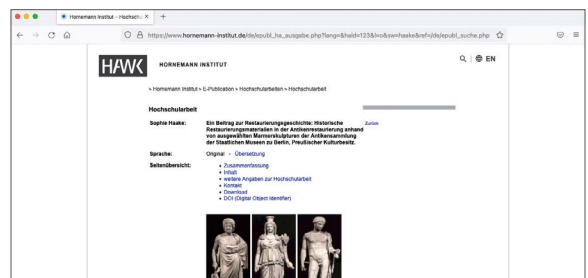 Hornemann Institut – Hochschu
https://www.hornemann-institut.de/de/epubl_ha_ausgabe.php?lang=&hald=123&l=o&sw=haake&ref=/de/epubl_suche.php
HAWK HORNEMANN INSTITUT
EN
> Hornemann Institut > E-Publication > Hochschularbeiten > Hochschularbeit
Hochschularbeit
Sophie Haake: Ein Beitrag zur Restaurierungsgeschichte: Historische
Restaurierungsmaterialien in der Antikenrestaurierung anhand
von ausgewählten Marmorskulpturen der Antikensammlung
der Staatlichen Museen zu Berlin, Preußischer Kulturbesitz.
Zurück
Sprache: Original - Übersetzung
Seitenübersicht:
• Zusammenfassung
• Inhalt
• weitere Angaben zur Hochschularbeit
• Kontakt
• Download
• DOI (Digital Object Identifier)